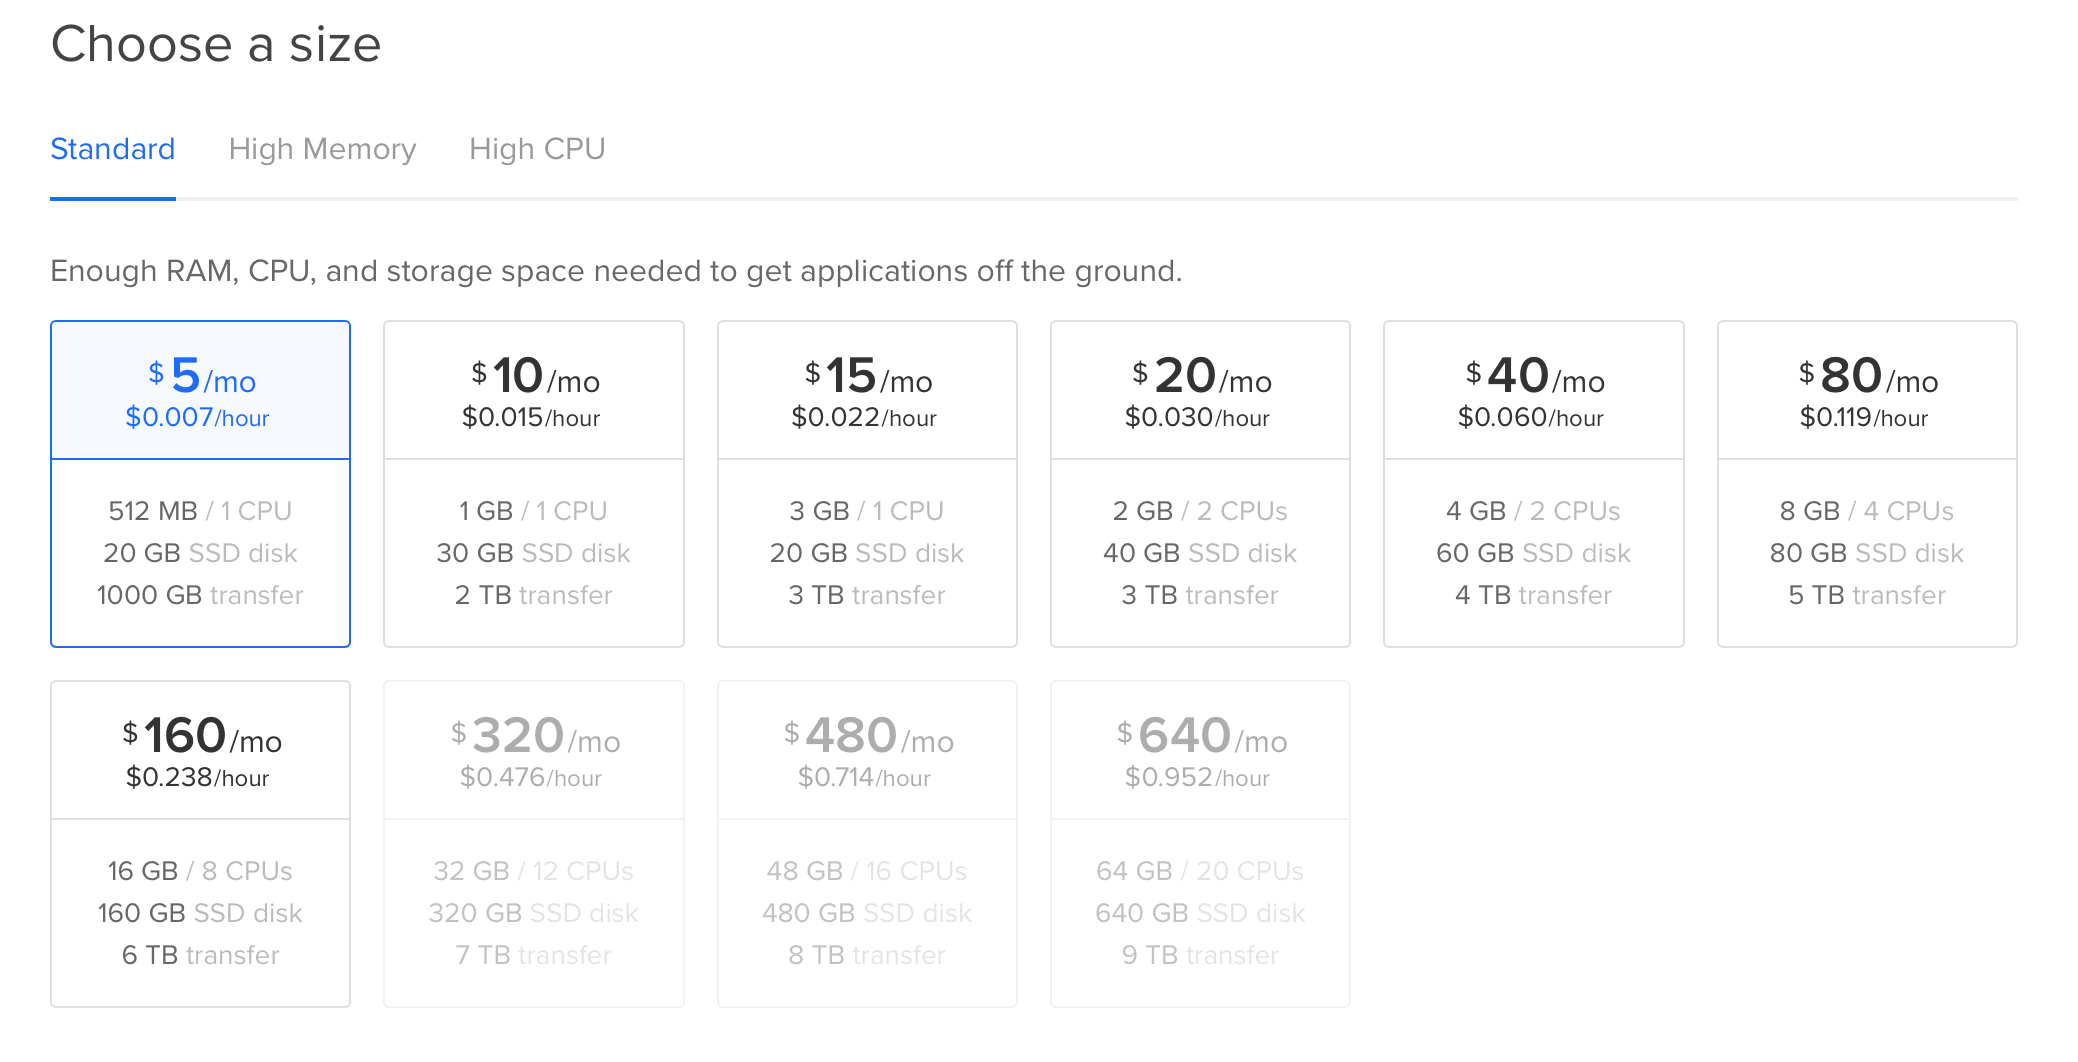 Choose a size
Standard
High Memory
High CPU
Enough RAM, CPU, and storage space needed to get applications off the ground.
$5/mo
$0.007/hour
512 MB / 1 CPU
20 GB SSD disk
1000 GB transfer
$10/mo
$0.015/hour
1 GB / 1 CPU
30 GB SSD disk
2 TB transfer
$15/mo
$0.022/hour
3 GB / 1 CPU
20 GB SSD disk
3 TB transfer
$20/mo
$0.030/hour
2 GB / 2 CPUs
40 GB SSD disk
3 TB transfer
$40/mo
$0.060/hour
4 GB / 2 CPUs
60 GB SSD disk
4 TB transfer
$80/mo
$0.119/hour
8 GB / 4 CPUs
80 GB SSD disk
5 TB transfer
$160/mo
$0.238/hour
16 GB / 8 CPUs
160 GB SSD disk
6 TB transfer
$320/mo
$0.476/hour
32 GB / 12 CPUs
320 GB SSD disk
7 TB transfer
$480/mo
$0.714/hour
48 GB / 16 CPUs
480 GB SSD disk
8 TB transfer
$640/mo
$0.952/hour
64 GB / 20 CPUs
640 GB SSD disk
9 TB transfer